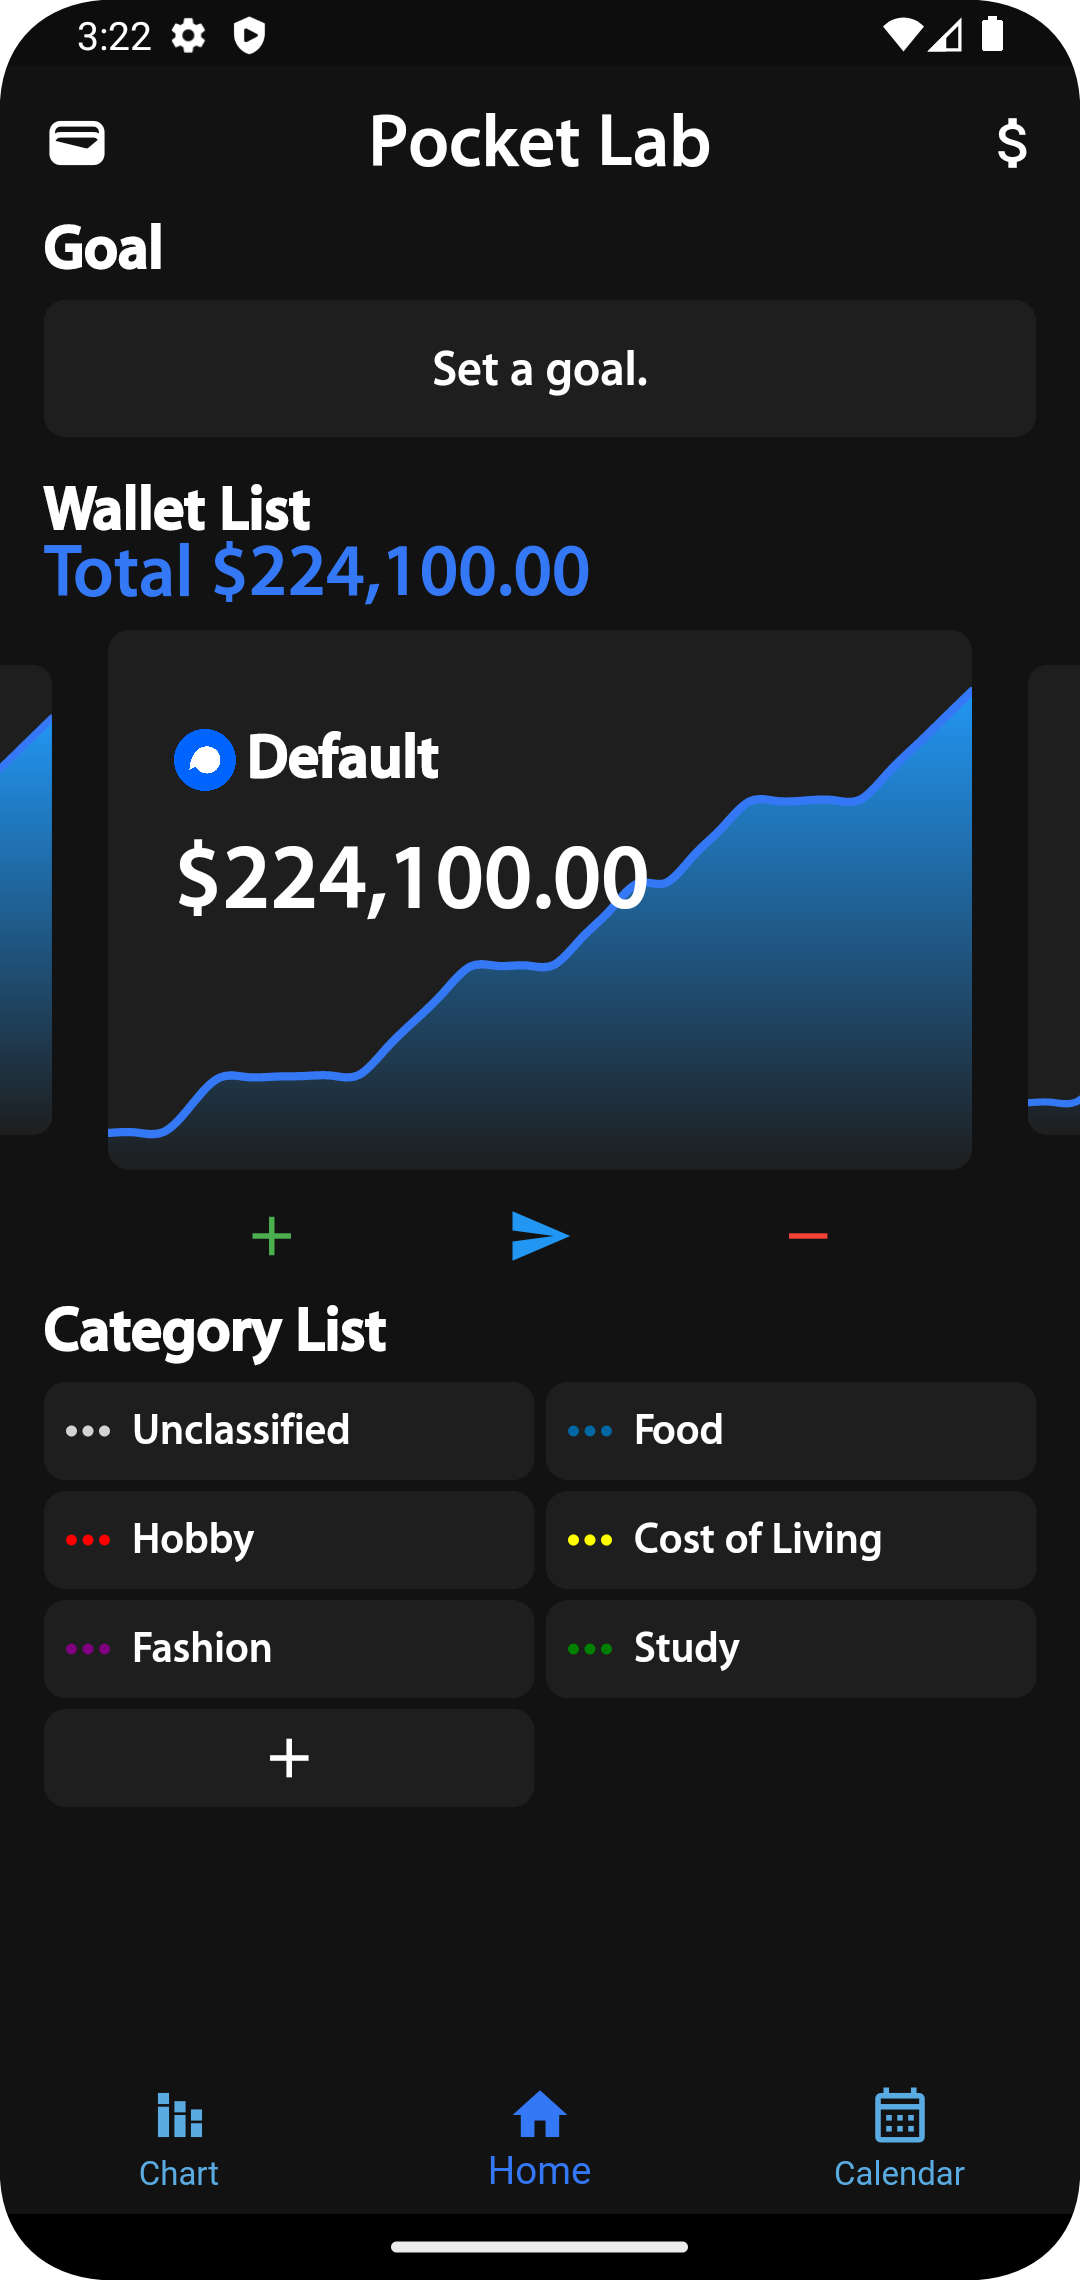 3:22
Pocket Lab
$
Goal
Set a goal.
Wallet List
Total $224,100.00
Default
$224,100.00
Category List
Unclassified
Food
Hobby
Cost of Living
Fashion
Study
Chart
Home
Calendar